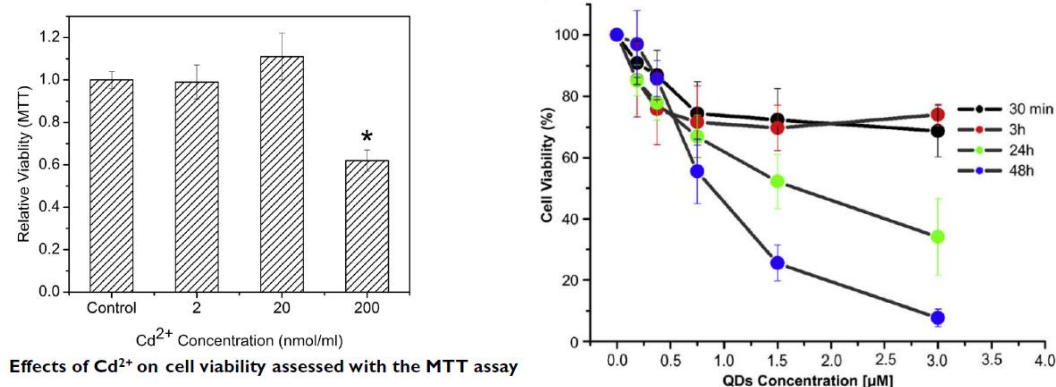 Relative Viablity (MTT)
1.2
1.0
0.8
0.6
0.4
0.2
0.0
*
Control 2 20 200
Cd2+ Concentration (nmol/ml)
Effects of Cd2+ on cell viability assessed with the MTT assay
Cell Viability (%)
100
80
60
40
20
0
30 min
3h
24h
48h
0.0 0.5 1.0 1.5 2.0 2.5 3.0 3.5 4.0
QDs Concentration [µM]